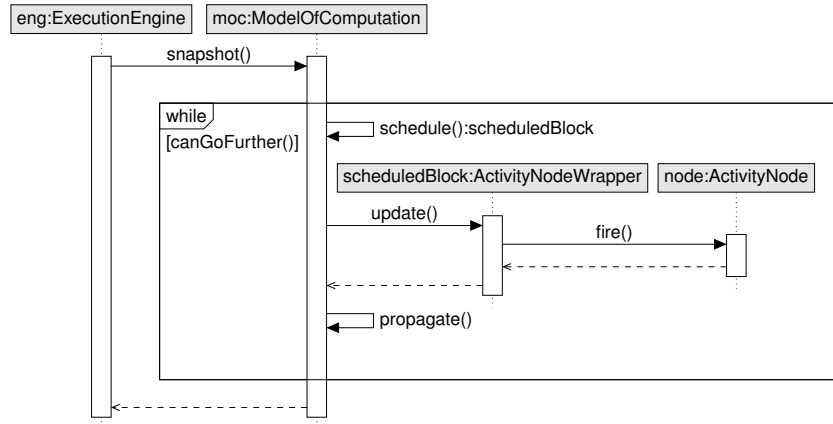 eng:ExecutionEngine
moc:ModelOfComputation
snapshot()
while
[canGoFurther()]
schedule():scheduledBlock
scheduledBlock:ActivityNodeWrapper
node:ActivityNode
update()
fire()
propagate()